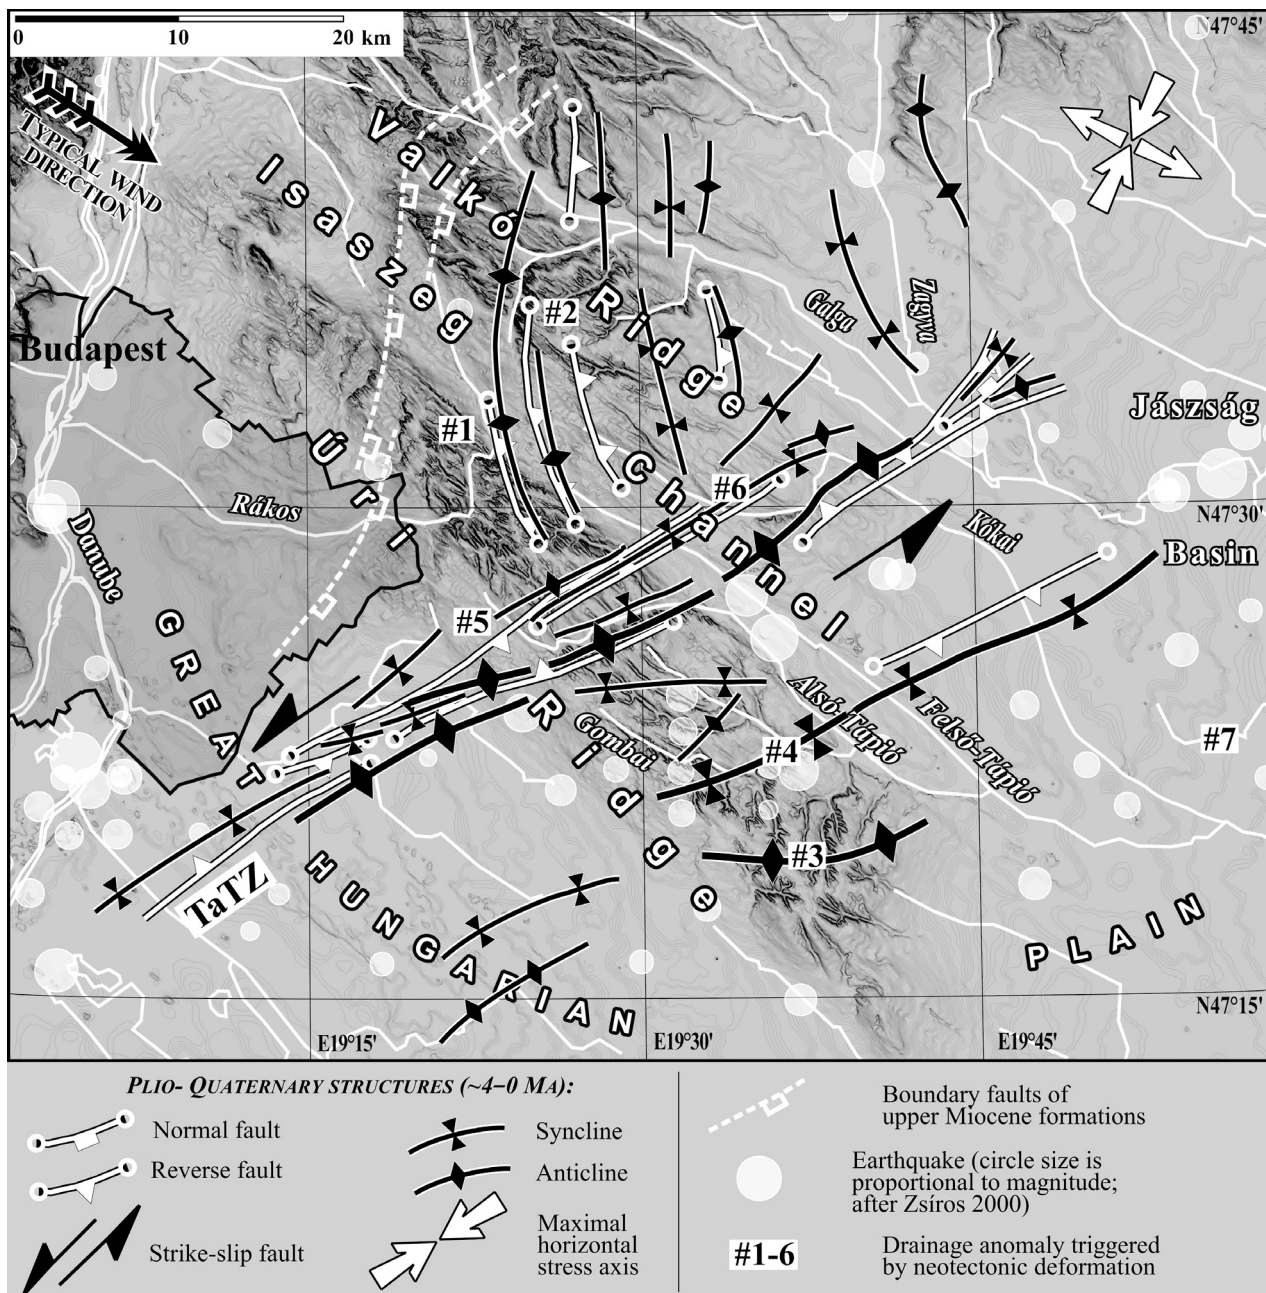 0 10 20 km
N47°45'
TYPICAL WIND
DIRECTION
Valkó
Isaszeg
Ridge
Zagyva
Galga
#2
Budapest
#1
Jászság
Úri
Channel
#6
Rákos
N47°30'
Kókai
Basin
Danube
#5
GREAT
Ridge
Gombai
Alsó-Tápió
Felső-Tápió
#4
#7
#3
TaTZ
HUNGARIAN
PLAIN
N47°15'
E19°15'
E19°30'
E19°45'
PLIO- QUATERNARY STRUCTURES (~4–0 MA):
Normal fault
Reverse fault
Strike-slip fault
Syncline
Anticline
Maximal
horizontal
stress axis
Boundary faults of
upper Miocene formations
Earthquake (circle size is
proportional to magnitude;
after Zsíros 2000)
#1-6
Drainage anomaly triggered
by neotectonic deformation